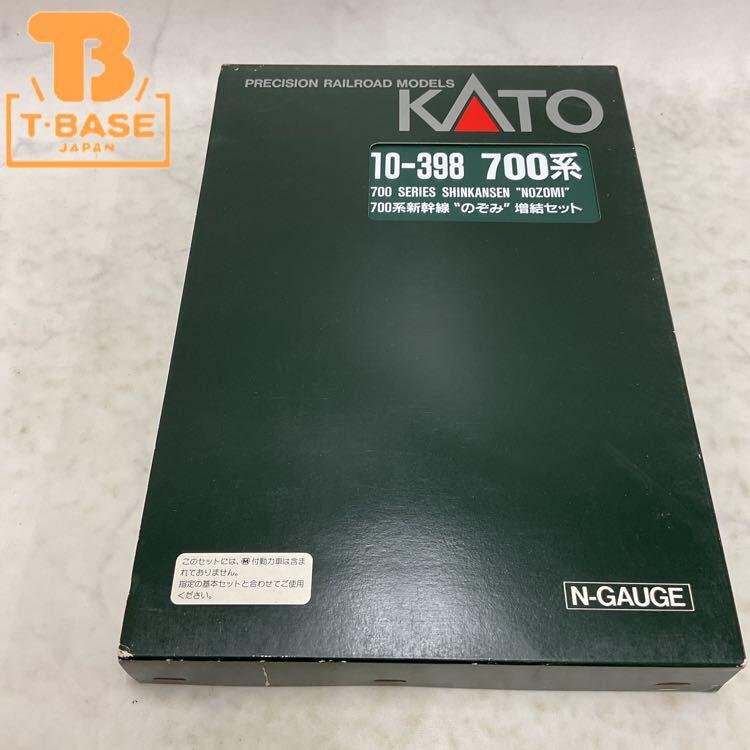 T-BASE
JAPAN
PRECISION RAILROAD MODELS
KATO
10-398 700系
700 SERIES SHINKANSEN "NOZOMI"
700系新幹線 "のぞみ" 増結セット
このセットには、Ⓜ付動力車は含ま
れておりません。
指定の基本セットと合わせてご使用
ください。
N-GAUGE